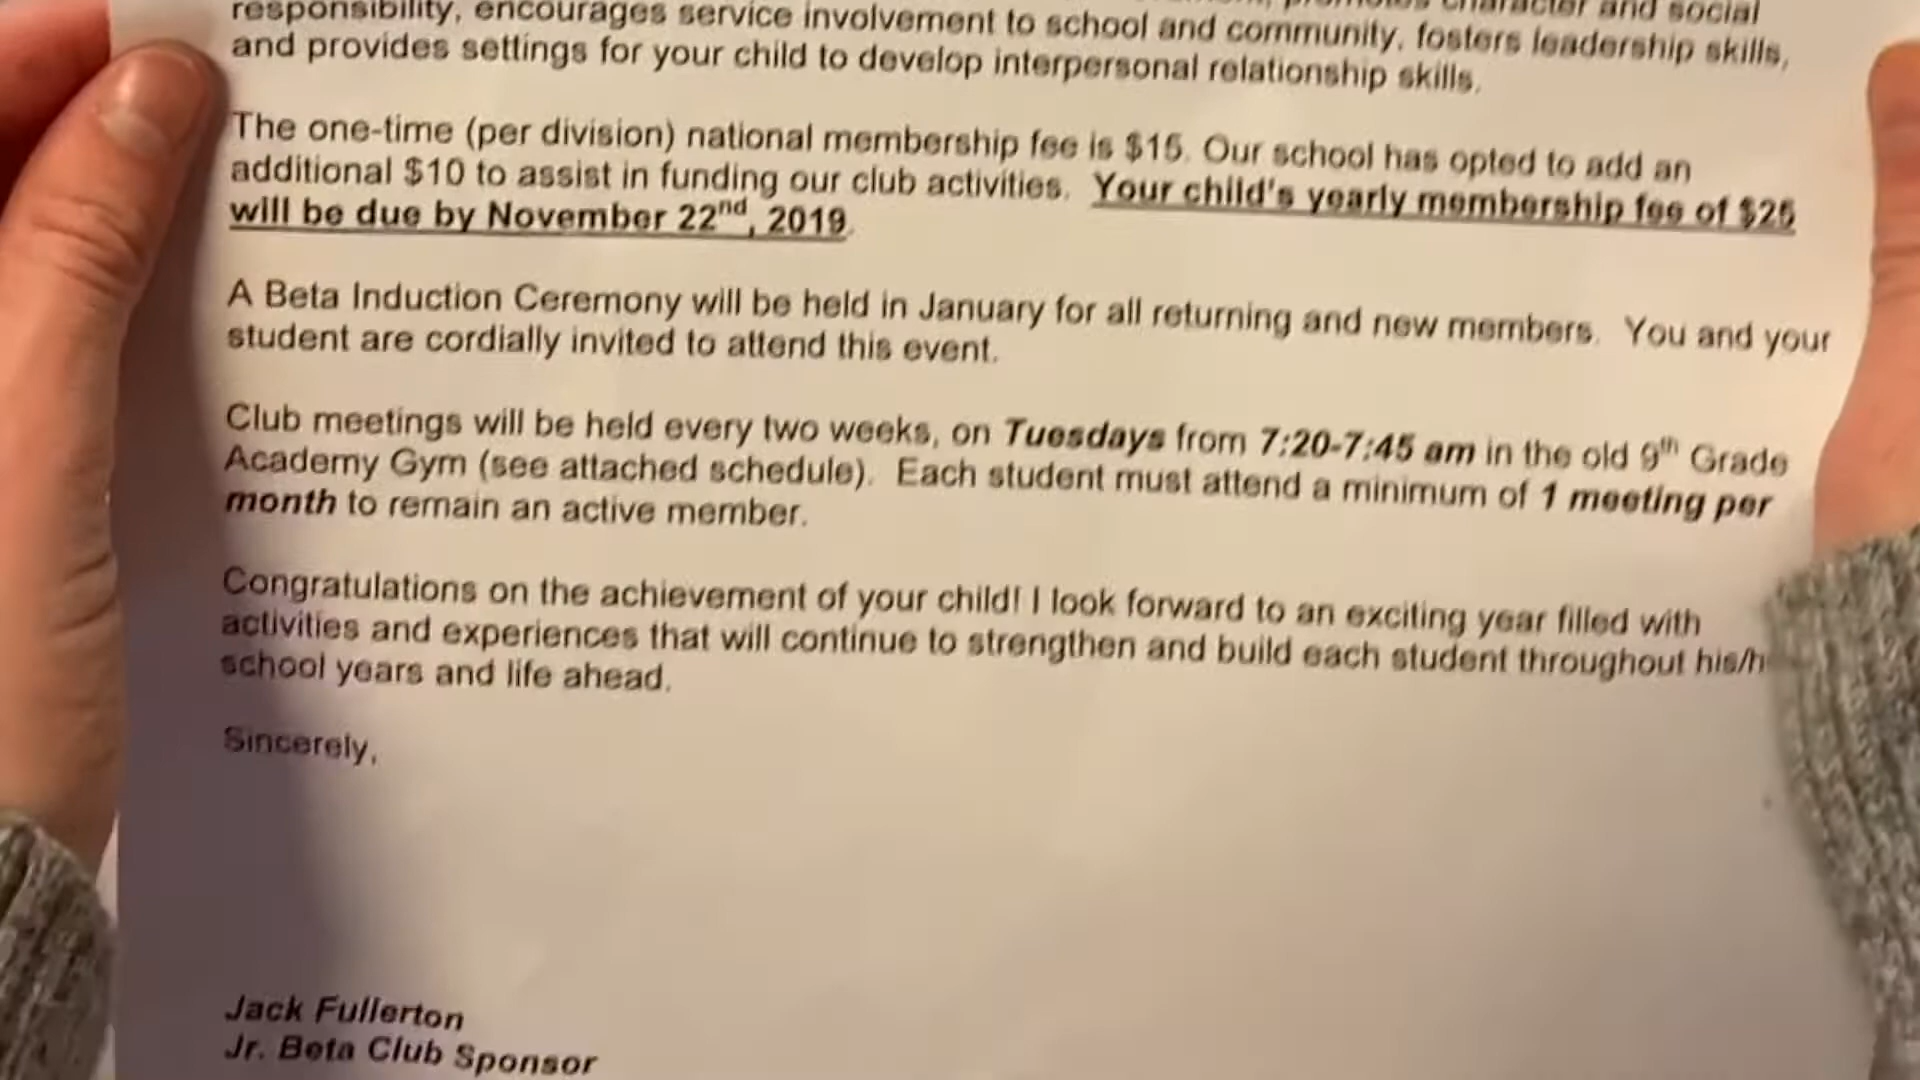 responsibility, encourages service involvement to school and community, fosters leadership skills,
and provides settings for your child to develop interpersonal relationship skills.
The one-time (per division) national membership fee is $15. Our school has opted to add an
additional $10 to assist in funding our club activities. Your child's yearly membership fee of $25
will be due by November 22nd, 2019.
A Beta Induction Ceremony will be held in January for all returning and new members. You and your
student are cordially invited to attend this event.
Club meetings will be held every two weeks, on Tuesdays from 7:20-7:45 am in the old 9th Grade
Academy Gym (see attached schedule). Each student must attend a minimum of 1 meeting per
month to remain an active member.
Congratulations on the achievement of your child! I look forward to an exciting year filled with
activities and experiences that will continue to strengthen and build each student throughout his/h
school years and life ahead.
Sincerely,
Jack Fullerton
Jr. Beta Club Sponsor